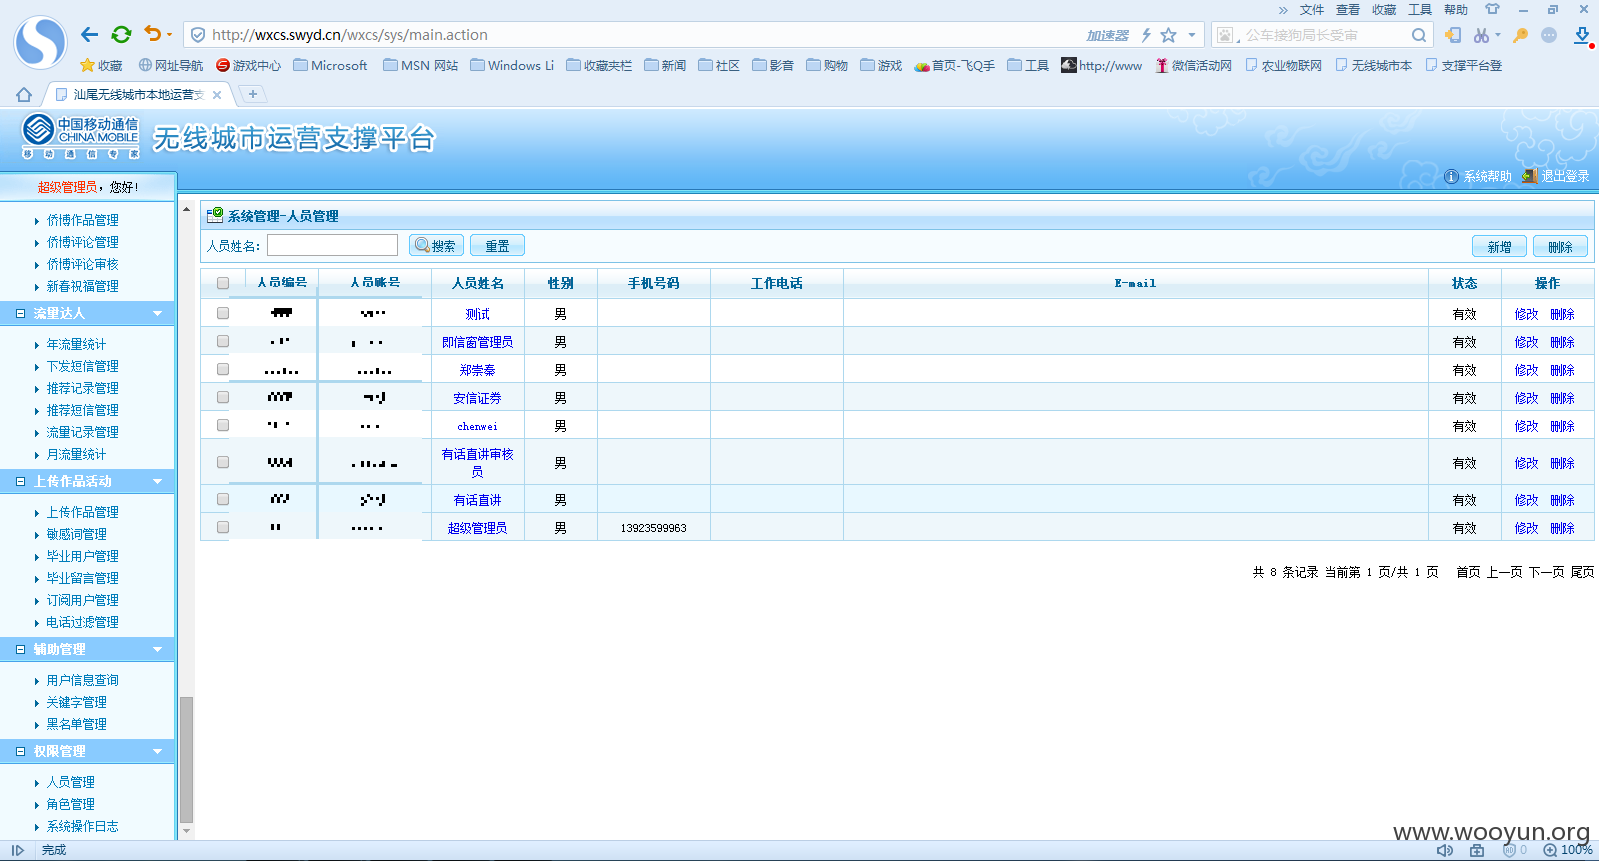 » 文件 查看 收藏 工具 帮助
http://wxcs.swyd.cn/wxcs/sys/main.action 加速器 公车接狗局长受审
收藏 网址导航 游戏中心 Microsoft MSN 网站 Windows Li 收藏夹栏 新闻 社区 影音 购物 游戏 首页-飞Q手 工具 http://www 微信活动网 农业物联网 无线城市本 支撑平台登
汕尾无线城市本地运营支
中国移动通信
CHINA MOBILE
移动通信专家
无线城市运营支撑平台
系统帮助 退出登录
超级管理员，您好!
侨博作品管理
侨博评论管理
侨博评论审核
新春祝福管理
流量达人
年流量统计
下发短信管理
推荐记录管理
推荐短信管理
流量记录管理
月流量统计
上传作品活动
上传作品管理
敏感词管理
毕业用户管理
毕业留言管理
订阅用户管理
电话过滤管理
辅助管理
用户信息查询
关键字管理
黑名单管理
权限管理
人员管理
角色管理
系统操作日志
系统管理-人员管理
人员姓名： 搜索 重置 新增 删除
人员编号 人员账号 人员姓名 性别 手机号码 工作电话 E-mail 状态 操作
测试 男 有效 修改 删除
即信窗管理员 男 有效 修改 删除
郑崇秦 男 有效 修改 删除
安信证券 男 有效 修改 删除
chenwei 男 有效 修改 删除
有话直讲审核员 男 有效 修改 删除
有话直讲 男 有效 修改 删除
超级管理员 男 13923599963 有效 修改 删除
共 8 条记录 当前第 1 页/共 1 页 首页 上一页 下一页 尾页
www.wooyun.org
完成 0 100%